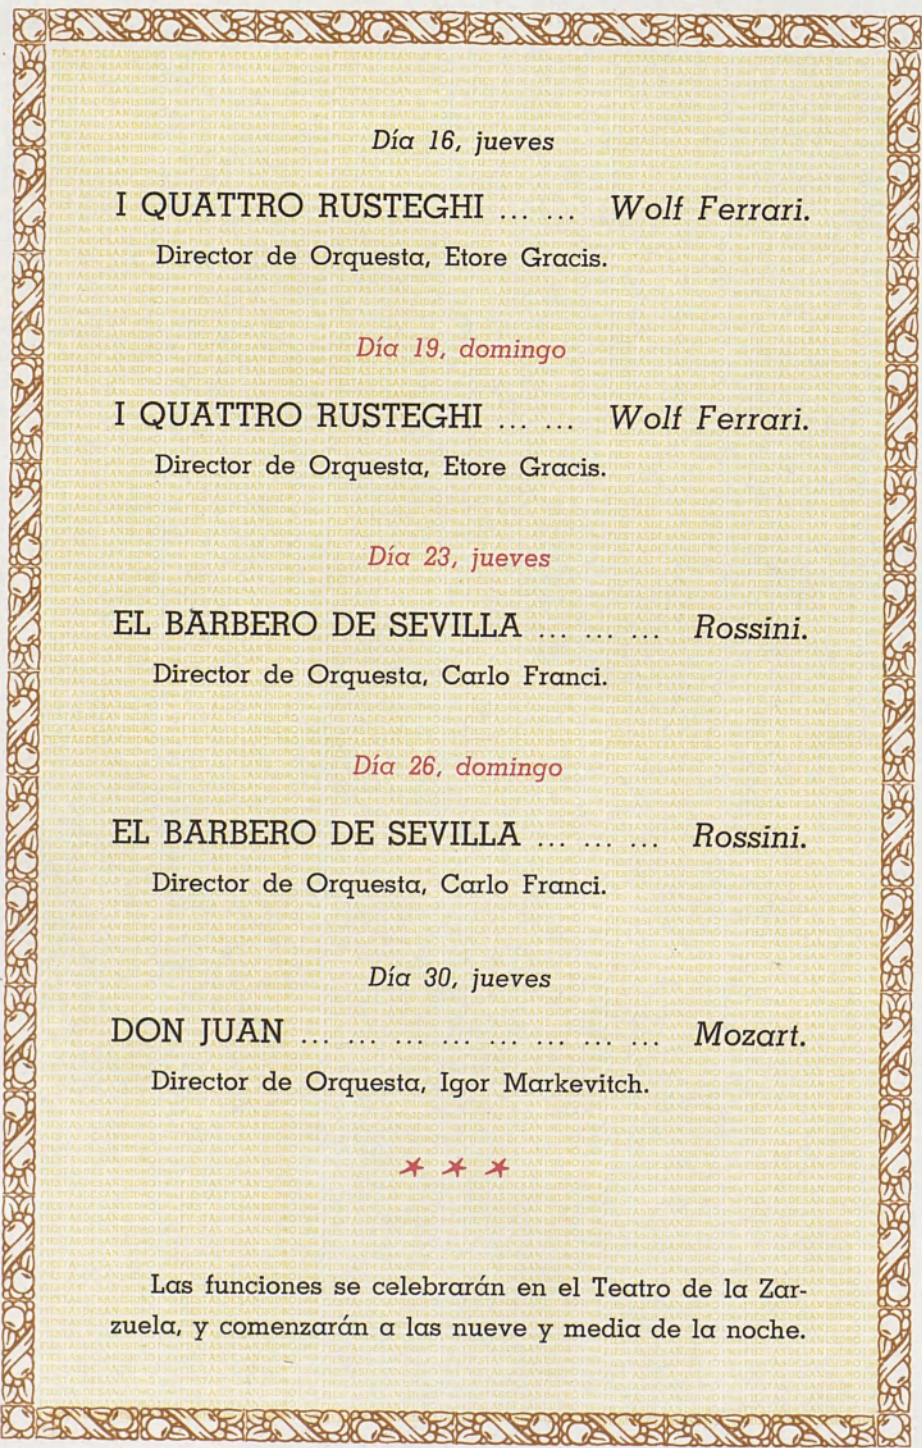 Día 16, jueves
I QUATTRO RUSTEGHI ... ... Wolf Ferrari.
Director de Orquesta, Etore Gracis.
Día 19, domingo
I QUATTRO RUSTEGHI ... ... Wolf Ferrari.
Director de Orquesta, Etore Gracis.
Día 23, jueves
EL BARBERO DE SEVILLA ... ... ... Rossini.
Director de Orquesta, Carlo Franci.
Día 26, domingo
EL BARBERO DE SEVILLA ... ... ... Rossini.
Director de Orquesta, Carlo Franci.
Día 30, jueves
DON JUAN ... ... ... ... ... ... ... ... Mozart.
Director de Orquesta, Igor Markevitch.
Las funciones se celebrarán en el Teatro de la Zar-
zuela, y comenzarán a las nueve y media de la noche.